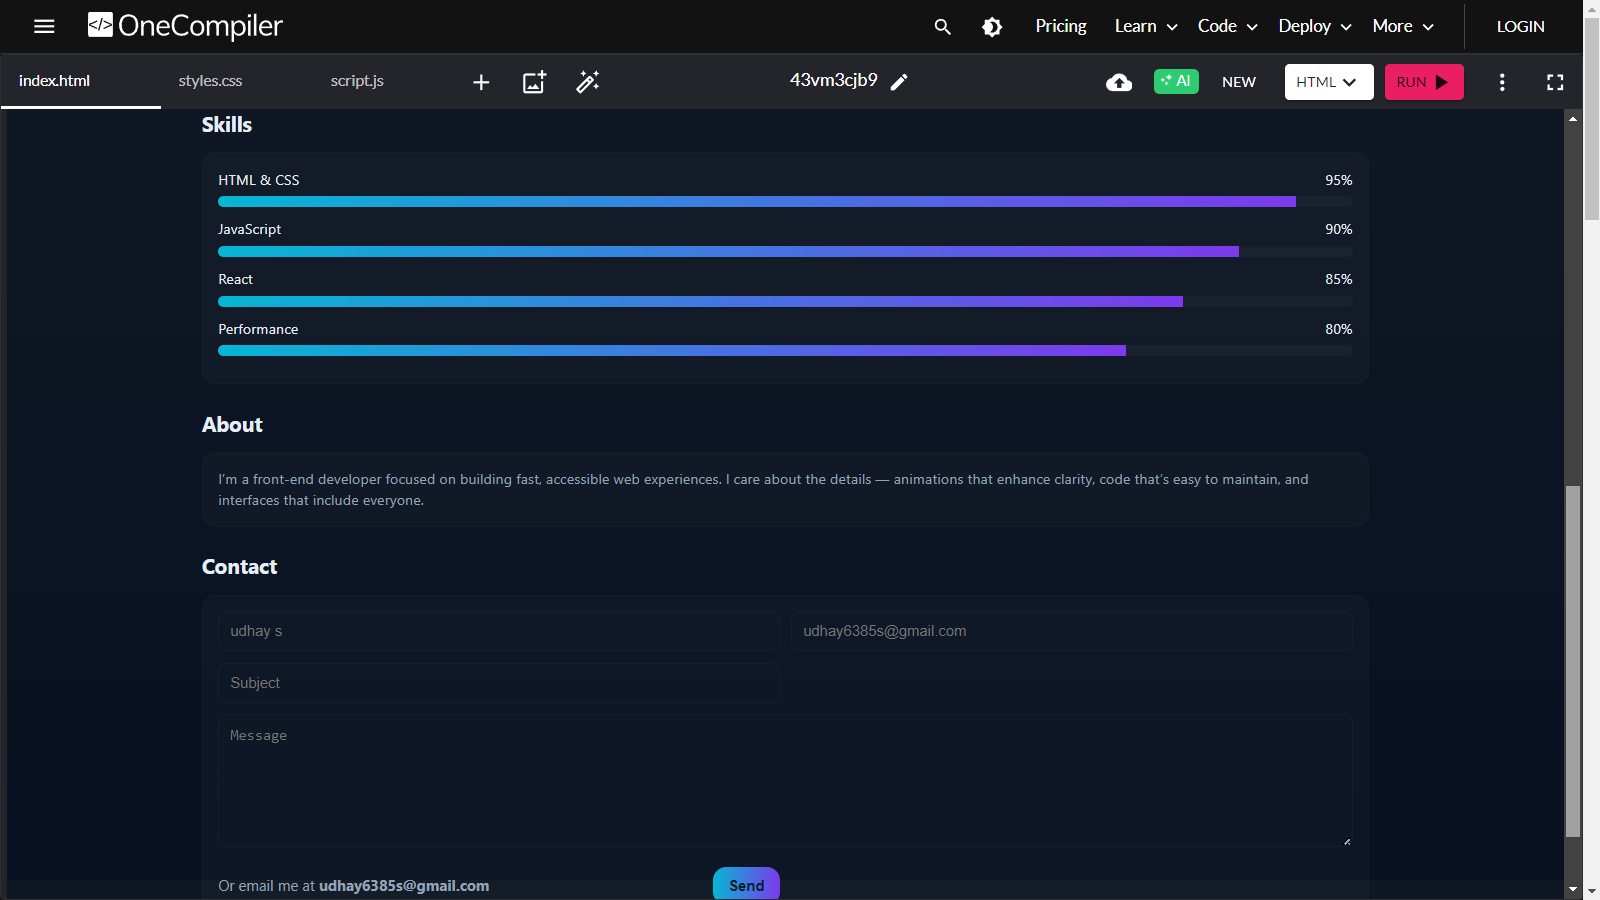 </> OneCompiler
Pricing Learn Code Deploy More LOGIN
index.html styles.css script.js 43vm3cjb9 AI NEW HTML RUN
Skills
HTML & CSS 95%
JavaScript 90%
React 85%
Performance 80%
About
I'm a front-end developer focused on building fast, accessible web experiences. I care about the details — animations that enhance clarity, code that's easy to maintain, and
interfaces that include everyone.
Contact
udhay s udhay6385s@gmail.com
Subject
Message
Or email me at udhay6385s@gmail.com Send